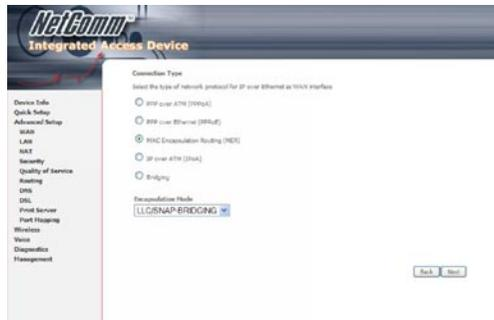 NetComm™
Integrated Access Device
Connection Type
Select the type of network protocol for IP over Ethernet as WAN interface
PPP over ATM (PPPoA)
PPP over Ethernet (PPPoE)
MAC Encapsulation Routing (MER)
IP over ATM (IPoA)
Bridging
Encapsulation Mode
LLC/SNAP-BRIDGING
Back
Next
Device Info
Quick Setup
Advanced Setup
WAN
LAN
NAT
Security
Quality of Service
Routing
DNS
DSL
Print Server
Port Mapping
Wireless
Voice
Diagnostics
Management